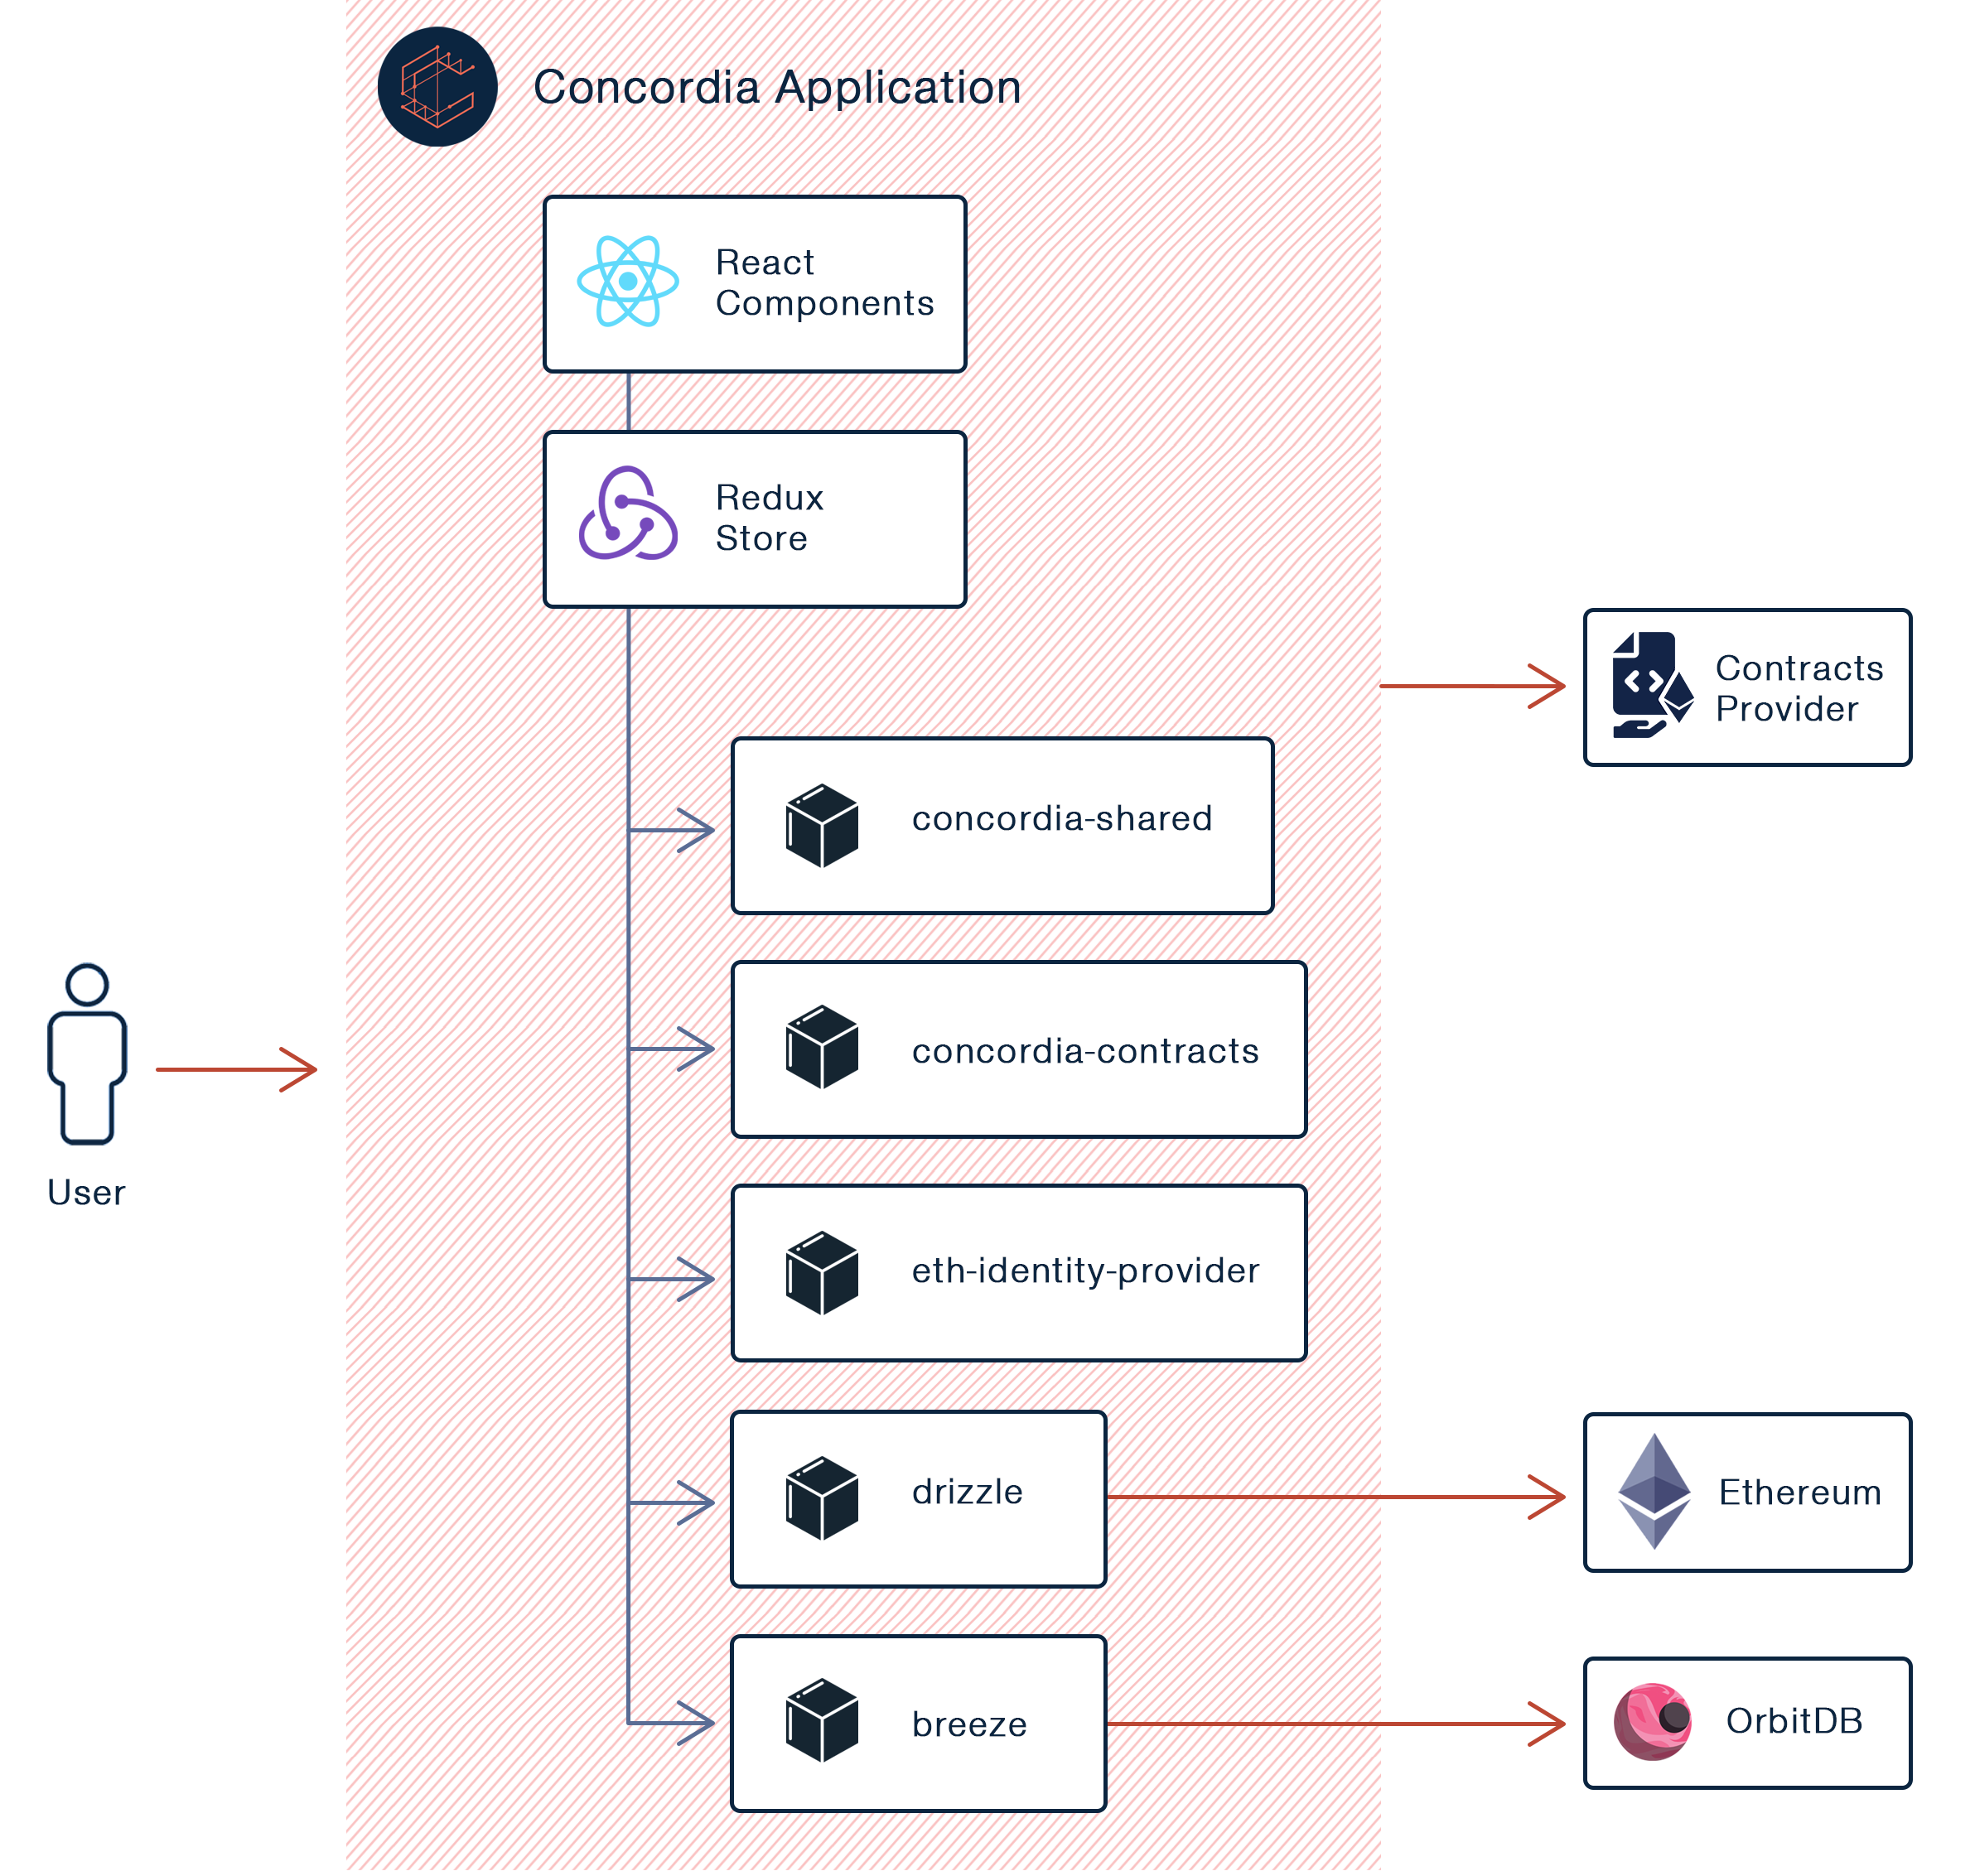 Concordia Application
React
Components
Redux
Store
Contracts
Provider
concordia-shared
concordia-contracts
User
eth-identity-provider
drizzle
Ethereum
breeze
OrbitDB